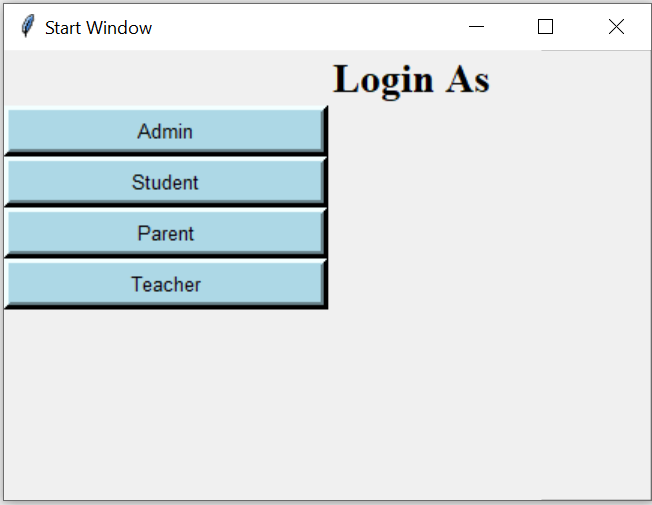 Start Window
Login As
Admin
Student
Parent
Teacher